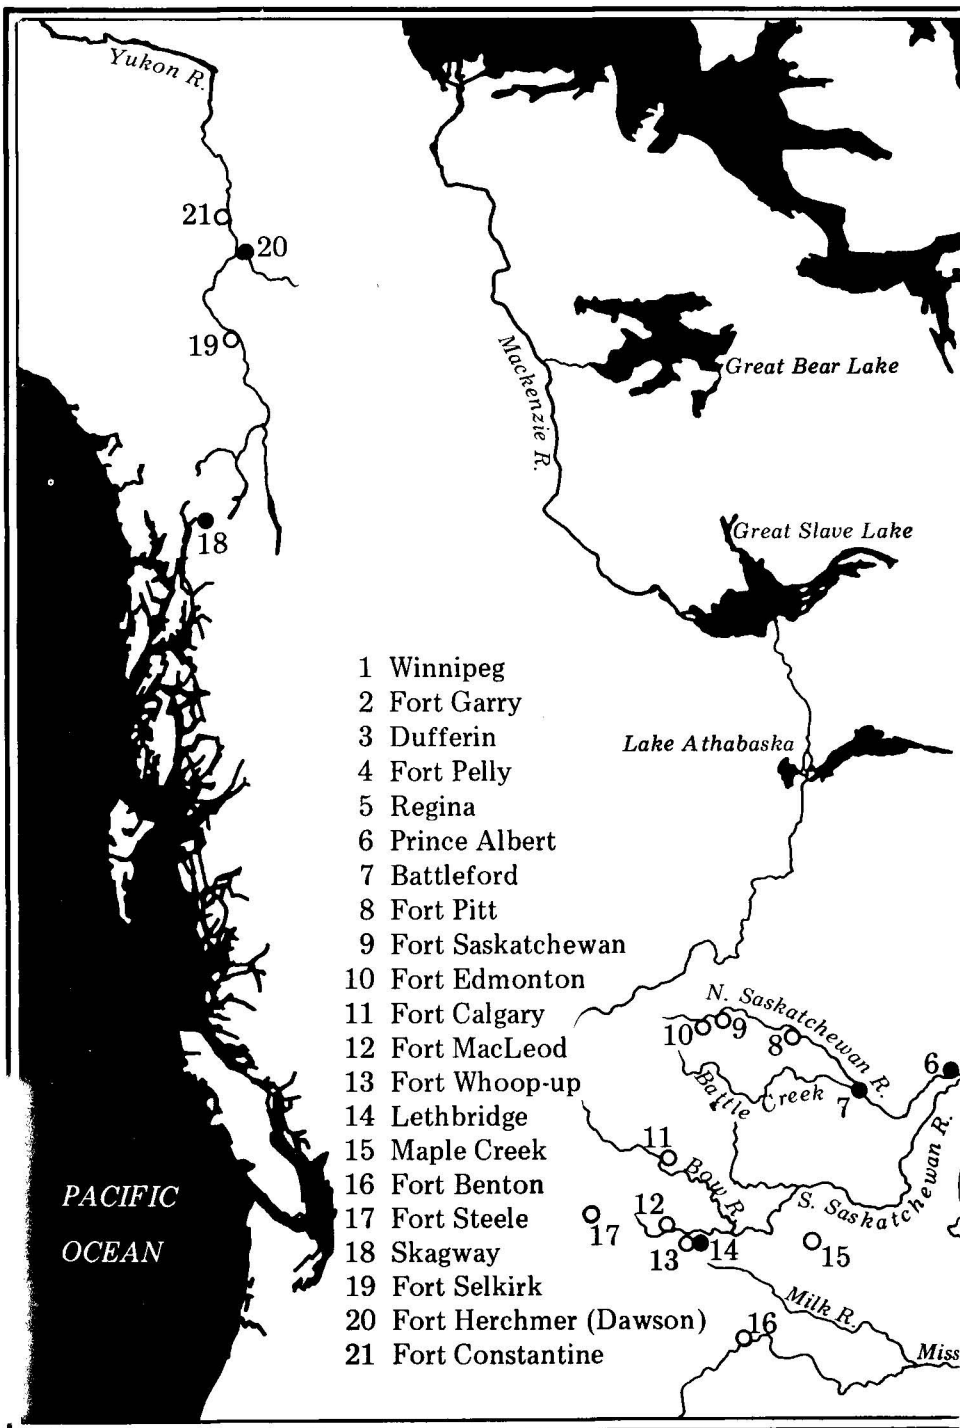 Yukon R.
21
20
19
Mackenzie R.
Great Bear Lake
18
Great Slave Lake
1 Winnipeg
2 Fort Garry
3 Dufferin
4 Fort Pelly
5 Regina
6 Prince Albert
7 Battleford
8 Fort Pitt
9 Fort Saskatchewan
10 Fort Edmonton
11 Fort Calgary
12 Fort MacLeod
13 Fort Whoop-up
14 Lethbridge
15 Maple Creek
16 Fort Benton
17 Fort Steele
18 Skagway
19 Fort Selkirk
20 Fort Herchmer (Dawson)
21 Fort Constantine
Lake Athabaska
N. Saskatchewan R.
10
9
8
7
6
Battle Creek
11
Bow R.
S. Saskatchewan R.
12
17
13
14
15
Milk R.
16
Miss
PACIFIC
OCEAN